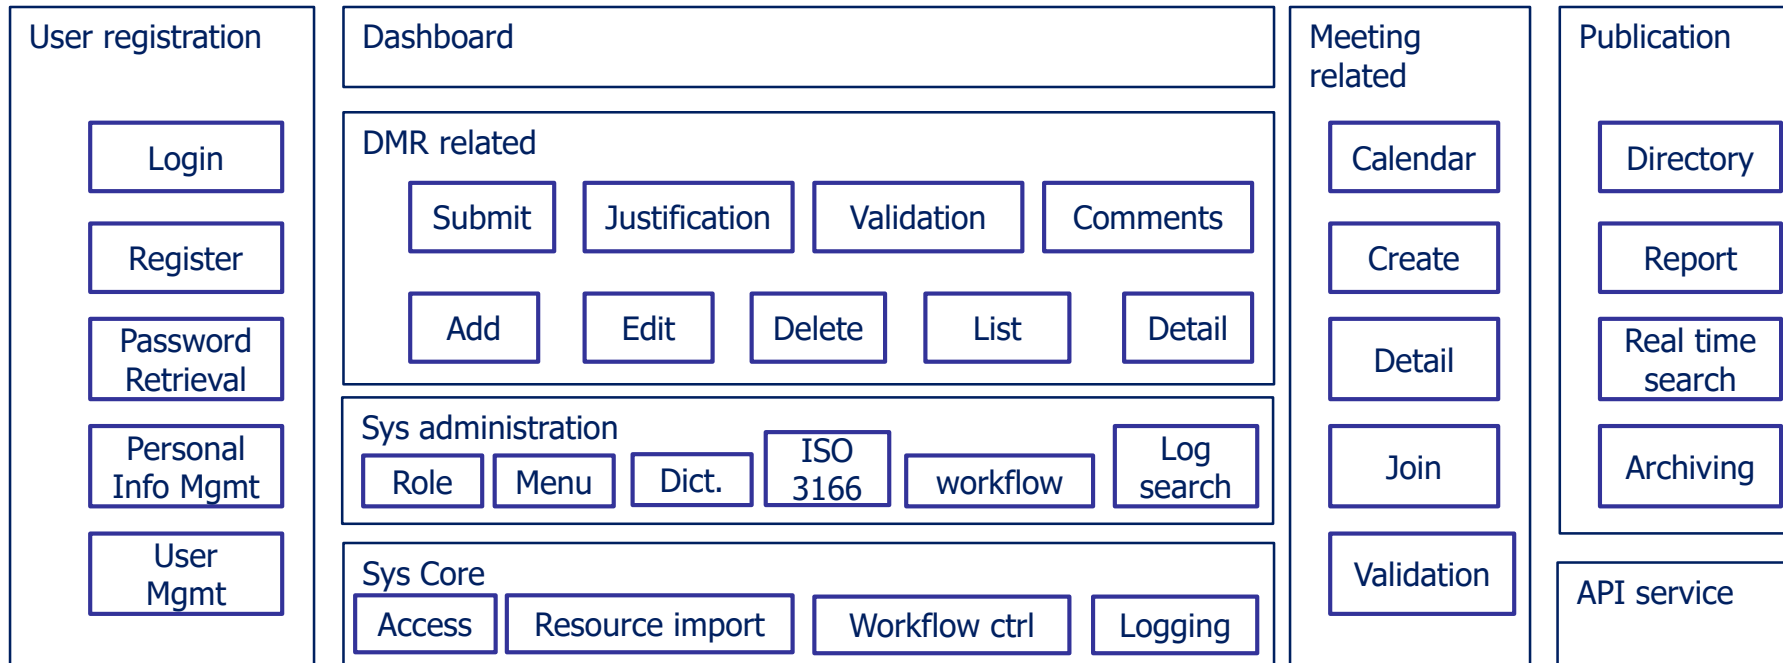 User registration
Login
Register
Password
Retrieval
Personal
Info Mgmt
User
Mgmt
Dashboard
DMR related
Submit
Justification
Validation
Comments
Add
Edit
Delete
List
Detail
Sys administration
Role
Menu
Dict.
ISO
3166
workflow
Log
search
Sys Core
Access
Resource import
Workflow ctrl
Logging
Meeting
related
Calendar
Create
Detail
Join
Validation
Publication
Directory
Report
Real time
search
Archiving
API service